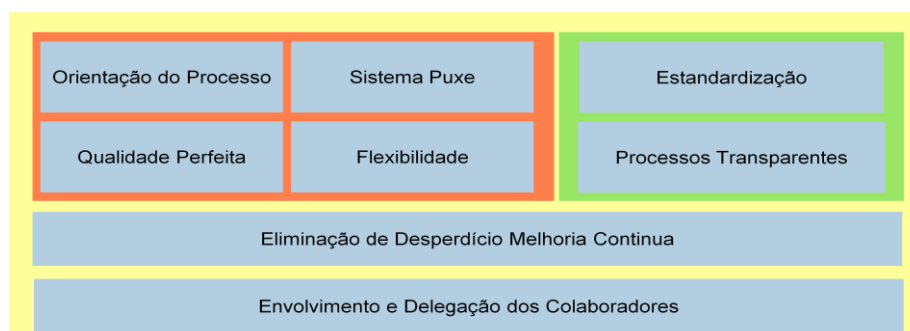 Orientação do Processo
Sistema Puxe
Estandardização
Qualidade Perfeita
Flexibilidade
Processos Transparentes
Eliminação de Desperdício Melhoria Continua
Envolvimento e Delegação dos Colaboradores